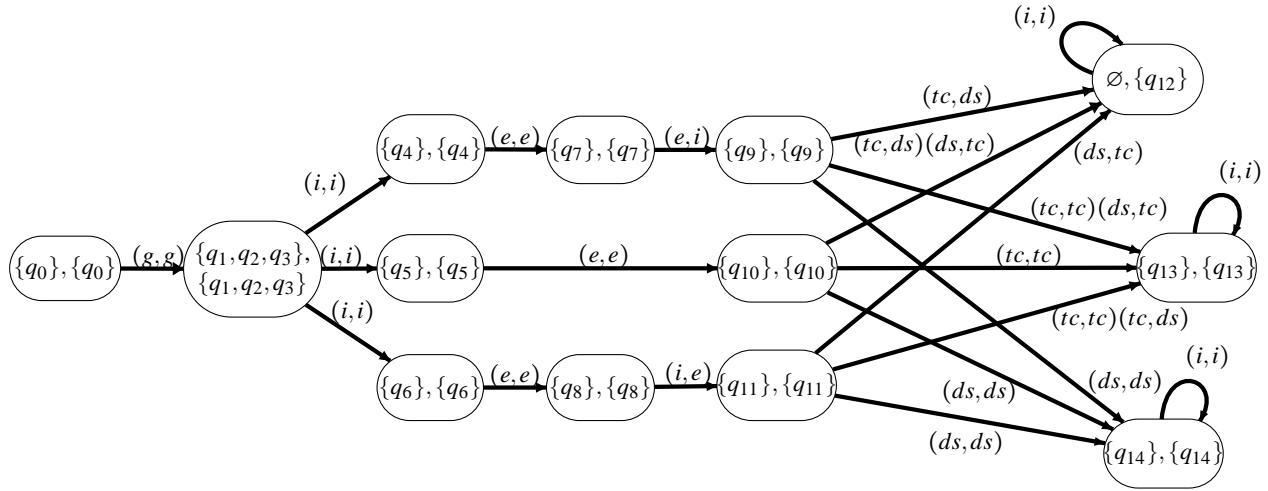 (i,i)
∅,{q12}
(tc,ds)
{q4},{q4}
(e,e)
{q7},{q7}
(e,i)
{q9},{q9}
(tc,ds)(ds,tc)
(ds,tc)
(i,i)
(i,i)
(tc,tc)(ds,tc)
{q0},{q0}
(g,g)
{q1,q2,q3},
{q1,q2,q3}
(i,i)
{q5},{q5}
(e,e)
{q10},{q10}
(tc,tc)
{q13},{q13}
(i,i)
(tc,tc)(tc,ds)
(i,i)
{q6},{q6}
(e,e)
{q8},{q8}
(i,e)
{q11},{q11}
(ds,ds)
(ds,ds)
(ds,ds)
{q14},{q14}